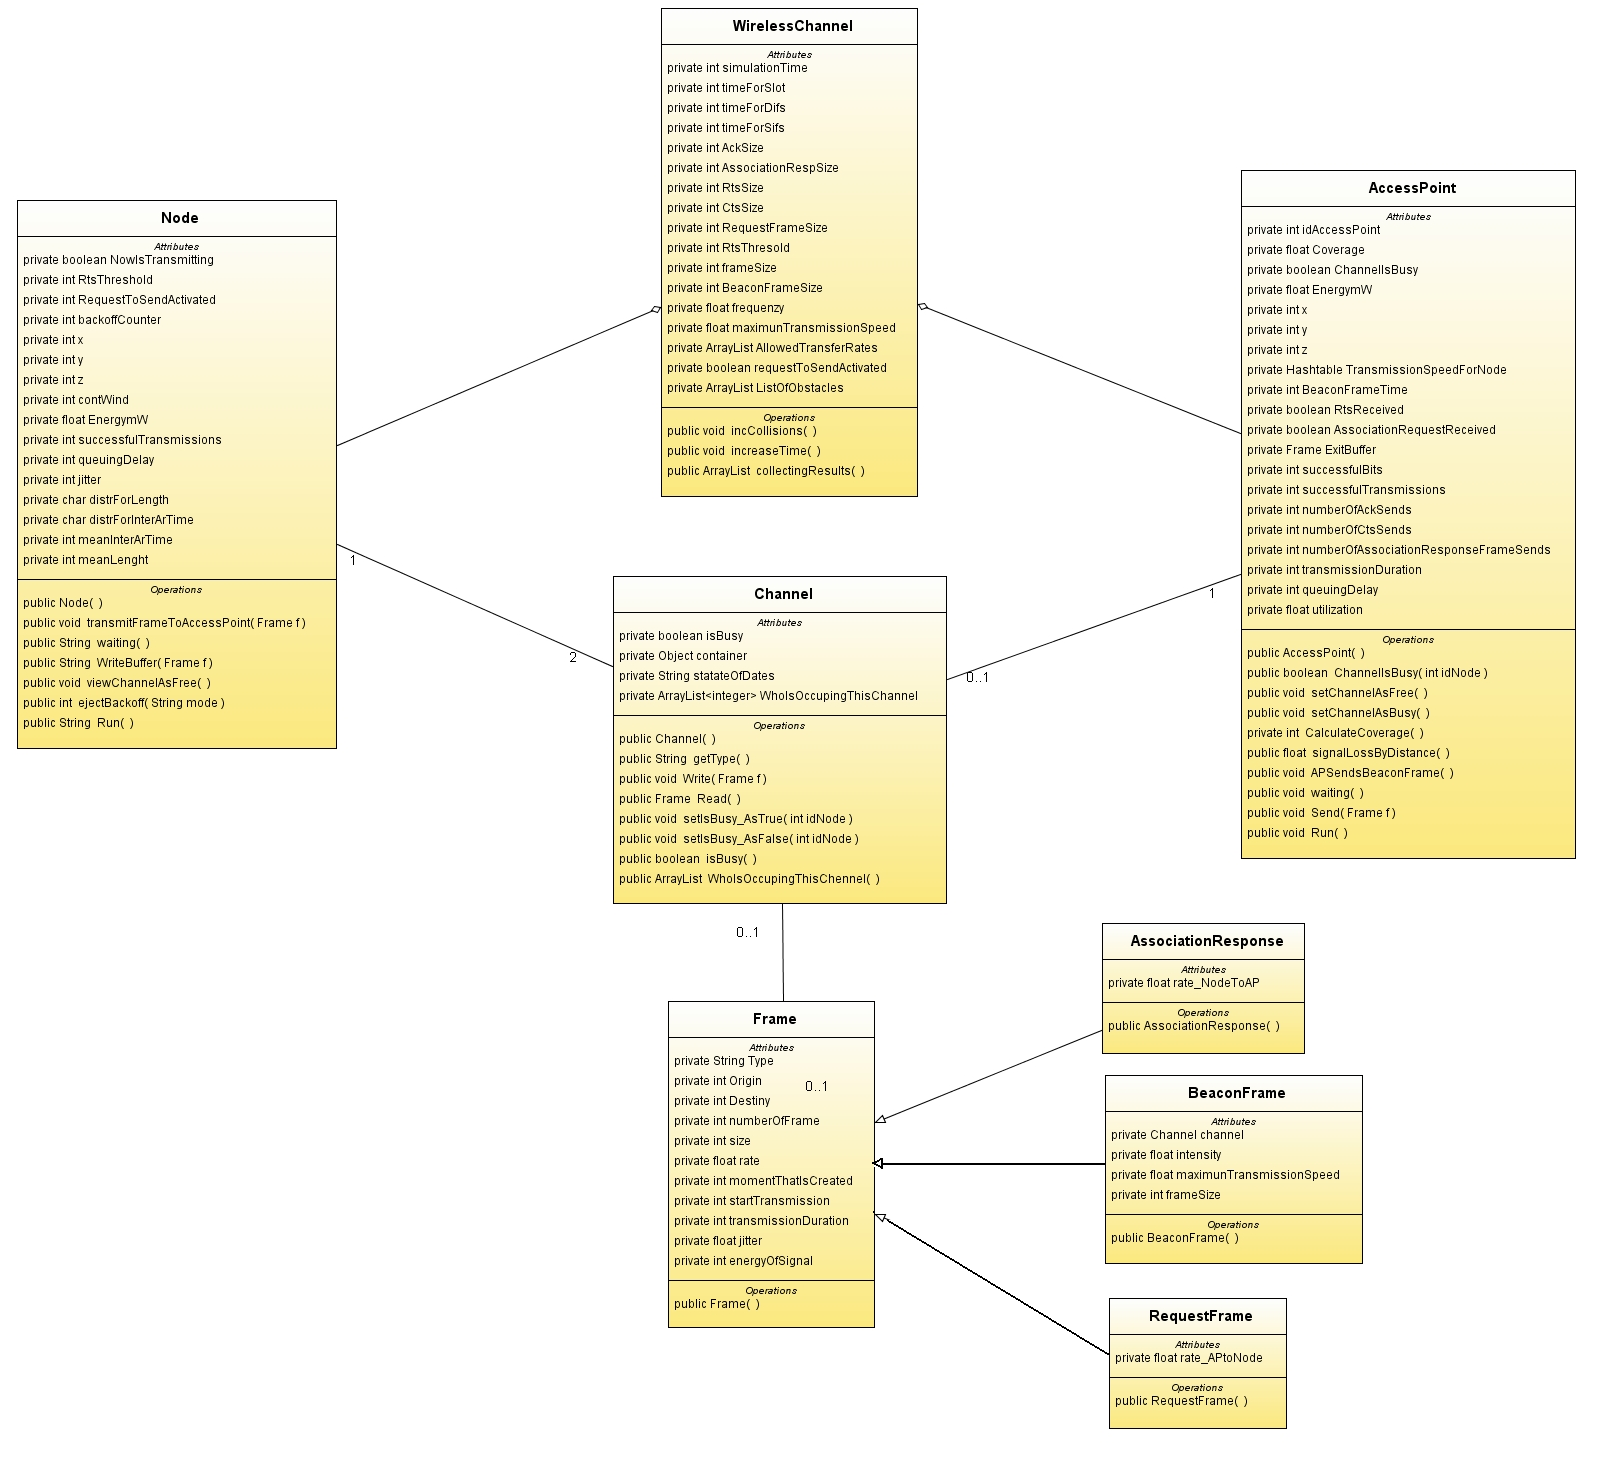 WirelessChannel
Attributes
private int simulationTime
private int timeForSlot
private int timeForDifs
private int timeForSifs
private int AckSize
private int AssociationRespSize
private int RtsSize
private int CtsSize
private int RequestFrameSize
private int RtsThresold
private int frameSize
private int BeaconFrameSize
private float frequenzy
private float maximunTransmissionSpeed
private ArrayList AllowedTransferRates
private boolean requestToSendActivated
private ArrayList ListOfObstacles
Operations
public void incCollisions( )
public void increaseTime( )
public ArrayList collectingResults( )
Node
Attributes
private boolean NowIsTransmitting
private int RtsThreshold
private int RequestToSendActivated
private int backoffCounter
private int x
private int y
private int z
private int contWind
private float EnergymW
private int successfulTransmissions
private int queuingDelay
private int jitter
private char distrForLength
private char distrForInterArTime
private int meanInterArTime
private int meanLenght
Operations
public Node( )
public void transmitFrameToAccessPoint( Frame f )
public String waiting( )
public String WriteBuffer( Frame f )
public void viewChannelAsFree( )
public int ejectBackoff( String mode )
public String Run( )
AccessPoint
Attributes
private int idAccessPoint
private float Coverage
private boolean ChannelIsBusy
private float EnergymW
private int x
private int y
private int z
private Hashtable TransmissionSpeedForNode
private int BeaconFrameTime
private boolean RtsReceived
private boolean AssociationRequestReceived
private Frame ExitBuffer
private int successfulBits
private int successfulTransmissions
private int numberOfAckSends
private int numberOfCtsSends
private int numberOfAssociationResponseFrameSends
private int transmissionDuration
private int queuingDelay
private float utilization
Operations
public AccessPoint( )
public boolean ChannelIsBusy( int idNode )
public void setChannelAsFree( )
public void setChannelAsBusy( )
private int CalculateCoverage( )
public float signalLossByDistance( )
public void APSendsBeaconFrame( )
public void waiting( )
public void Send( Frame f )
public void Run( )
1
2
1
0..1
Channel
Attributes
private boolean isBusy
private Object container
private String statateOfDates
private ArrayList<integer> WhoIsOccupingThisChannel
Operations
public Channel( )
public String getType( )
public void Write( Frame f )
public Frame Read( )
public void setIsBusy_AsTrue( int idNode )
public void setIsBusy_AsFalse( int idNode )
public boolean isBusy( )
public ArrayList WhoIsOccupingThisChennel( )
0..1
Frame
Attributes
private String Type
private int Origin
0..1
private int Destiny
private int numberOfFrame
private int size
private float rate
private int momentThatIsCreated
private int startTransmission
private int transmissionDuration
private float jitter
private int energyOfSignal
Operations
public Frame( )
AssociationResponse
Attributes
private float rate_NodeToAP
Operations
public AssociationResponse( )
BeaconFrame
Attributes
private Channel channel
private float intensity
private float maximunTransmissionSpeed
private int frameSize
Operations
public BeaconFrame( )
RequestFrame
Attributes
private float rate_APtoNode
Operations
public RequestFrame( )